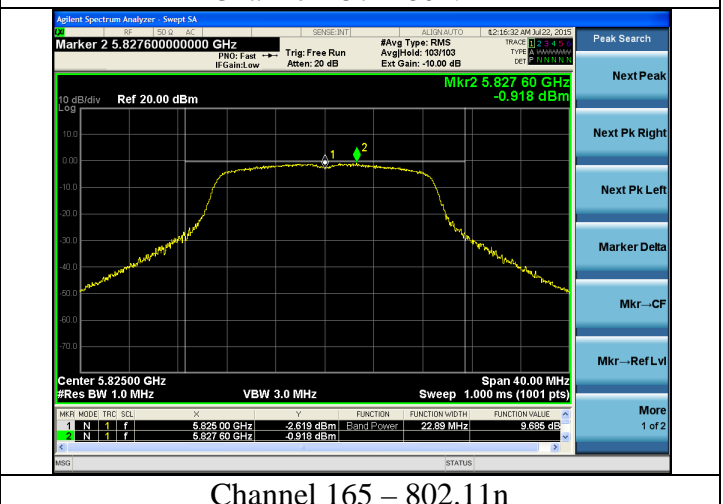 Agilent Spectrum Analyzer - Swept SA
RF 50 Ω AC SENSE:INT ALIGN AUTO 12:16:32 AM Jul 22, 2015
Marker 2 5.827600000000 GHz
PNO: Fast
IFGain:Low
Trig: Free Run
Atten: 20 dB
#Avg Type: RMS
Avg|Hold: 103/103
Ext Gain: -10.00 dB
TRACE 1 2 3 4 5 6
TYPE A
DET P N N N N N
Peak Search
Next Peak
Next Pk Right
Next Pk Left
Marker Delta
Mkr→CF
Mkr→Ref Lvl
More
1 of 2
Mkr2 5.827 60 GHz
-0.918 dBm
10 dB/div Ref 20.00 dBm
Log
10.0
0.00
-10.0
-20.0
-30.0
-40.0
-50.0
-60.0
-70.0
1
2
Center 5.82500 GHz Span 40.00 MHz
#Res BW 1.0 MHz VBW 3.0 MHz Sweep 1.000 ms (1001 pts)
MKR MODE TRC SCL X Y FUNCTION FUNCTION WIDTH FUNCTION VALUE
1 N 1 f 5.825 00 GHz -2.619 dBm Band Power 22.89 MHz 9.685 dB
2 N 1 f 5.827 60 GHz -0.918 dBm
MSG STATUS
Channel 165 – 802.11n